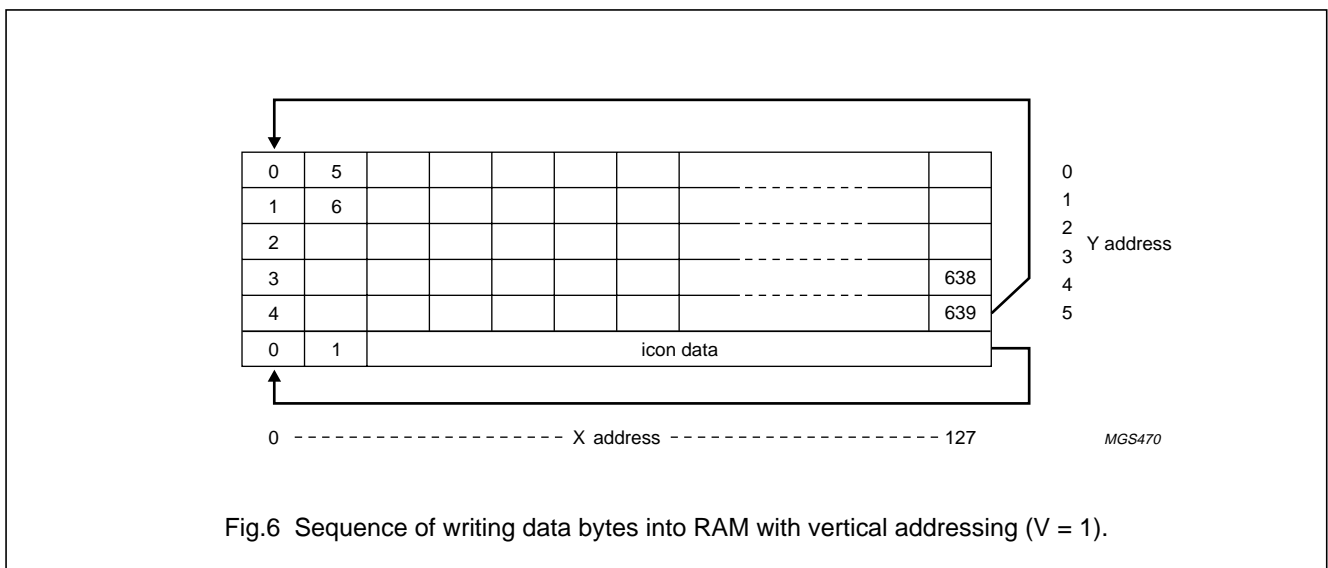 0 5 0
1 6 1
2 2
Y address
3 638 3
4 639 4
0 1 icon data 5
0 X address 127
MGS470
Fig.6 Sequence of writing data bytes into RAM with vertical addressing (V = 1).